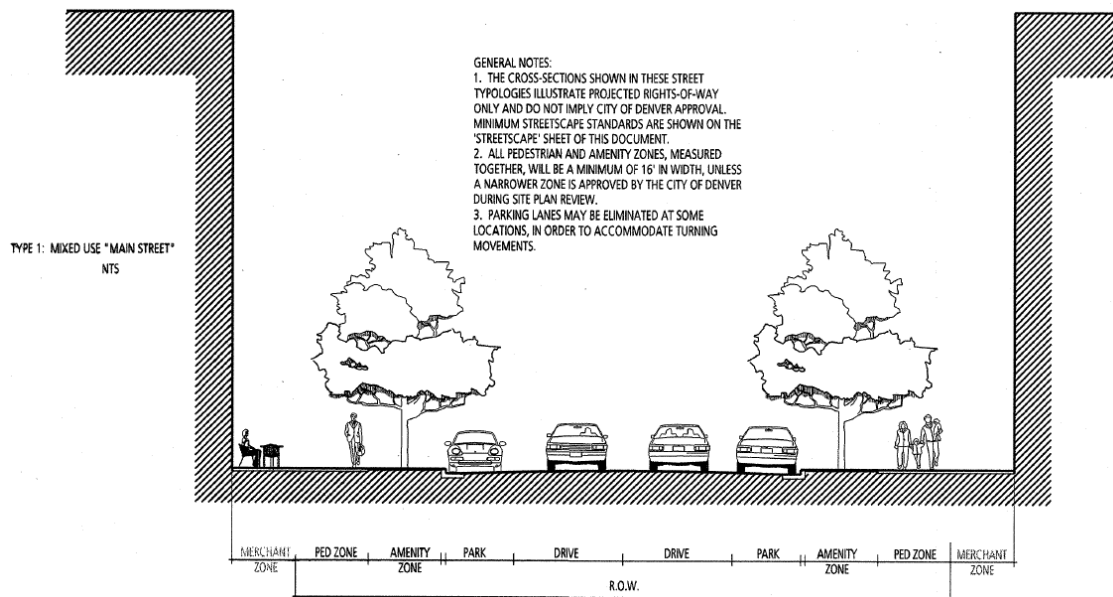 GENERAL NOTES:
1. THE CROSS-SECTIONS SHOWN IN THESE STREET
TYPOLOGIES ILLUSTRATE PROJECTED RIGHTS-OF-WAY
ONLY AND DO NOT IMPLY CITY OF DENVER APPROVAL.
MINIMUM STREETSCAPE STANDARDS ARE SHOWN ON THE
'STREETSCAPE' SHEET OF THIS DOCUMENT.
2. ALL PEDESTRIAN AND AMENITY ZONES, MEASURED
TOGETHER, WILL BE A MINIMUM OF 16' IN WIDTH, UNLESS
A NARROWER ZONE IS APPROVED BY THE CITY OF DENVER
DURING SITE PLAN REVIEW.
3. PARKING LANES MAY BE ELIMINATED AT SOME
LOCATIONS, IN ORDER TO ACCOMMODATE TURNING
MOVEMENTS.
TYPE 1: MIXED USE "MAIN STREET"
NTS
MERCHANT ZONE
PED ZONE
AMENITY ZONE
PARK
DRIVE
DRIVE
PARK
AMENITY ZONE
PED ZONE
MERCHANT ZONE
R.O.W.